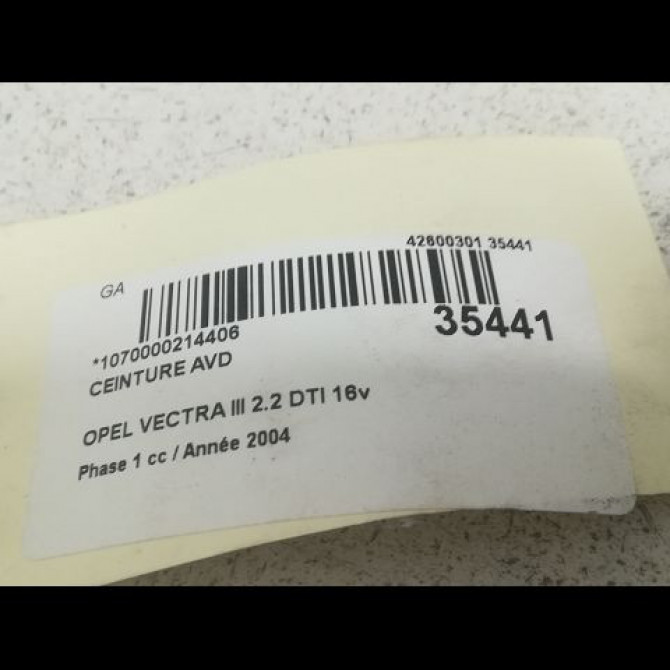 GA
42600301 35441
*1070000214406
35441
CEINTURE AVD
OPEL VECTRA III 2.2 DTI 16v
Phase 1 cc / Année 2004